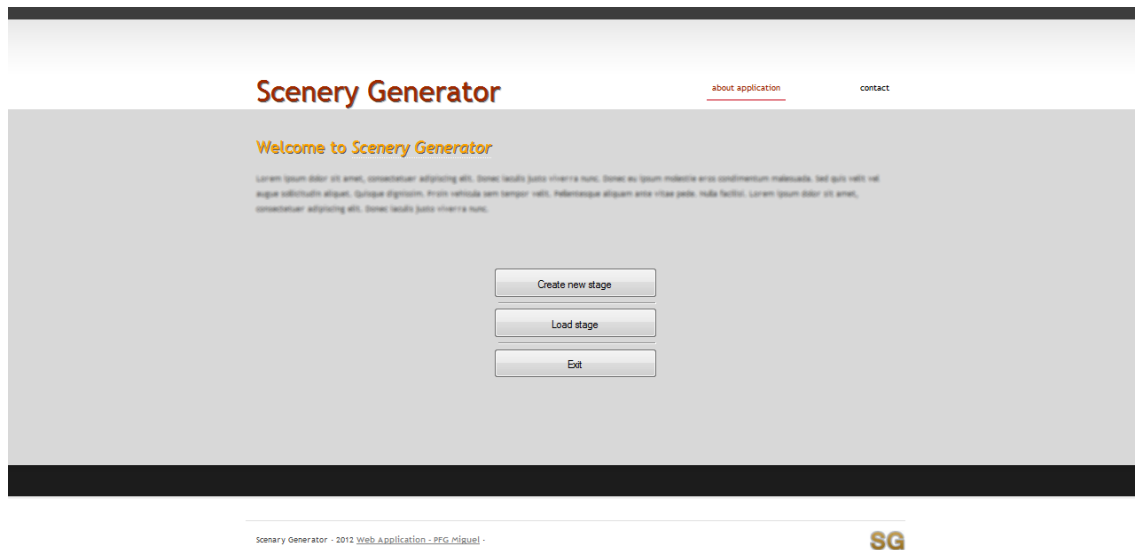 Scenery Generator
about application
contact
Welcome to Scenery Generator
Lorem ipsum dolor sit amet, consectetuer adipiscing elit. Donec iaculis justo viverra nunc. Donec eu ipsum molestie eros condimentum malesuada. Sed quis velit vel
augue sollicitudin aliquet. Quisque dignissim. Proin vehicula sem tempor velit. Pellentesque aliquam ante vitae pede. Nulla facilisi. Lorem ipsum dolor sit amet,
consectetuer adipiscing elit. Donec iaculis justo viverra nunc.
Create new stage
Load stage
Exit
Scenary Generator - 2012 Web Application - PFG Miguel -
SG